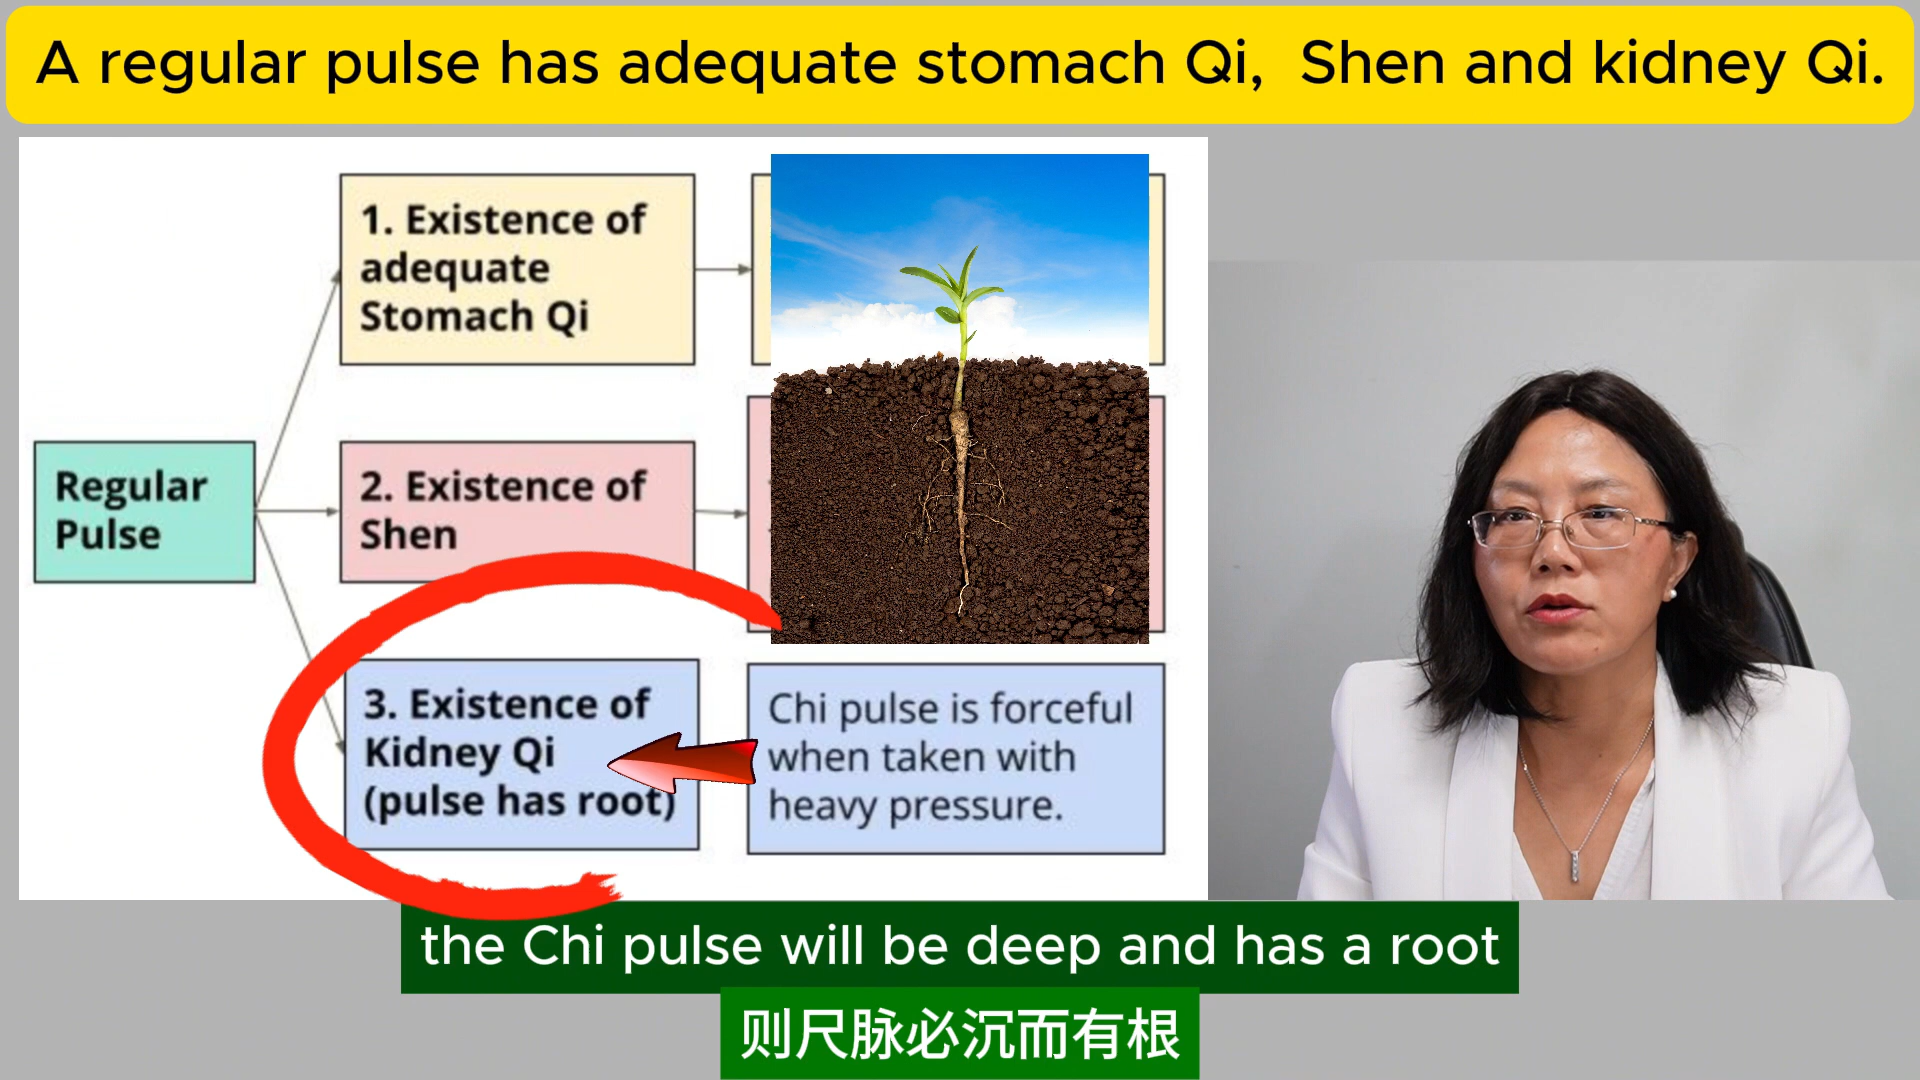 A regular pulse has adequate stomach Qi, Shen and kidney Qi.
1. Existence of
adequate
Stomach Qi
Regular
Pulse
2. Existence of
Shen
3. Existence of
Kidney Qi
(pulse has root)
Chi pulse is forceful
when taken with
heavy pressure.
the Chi pulse will be deep and has a root
则尺脉必沉而有根